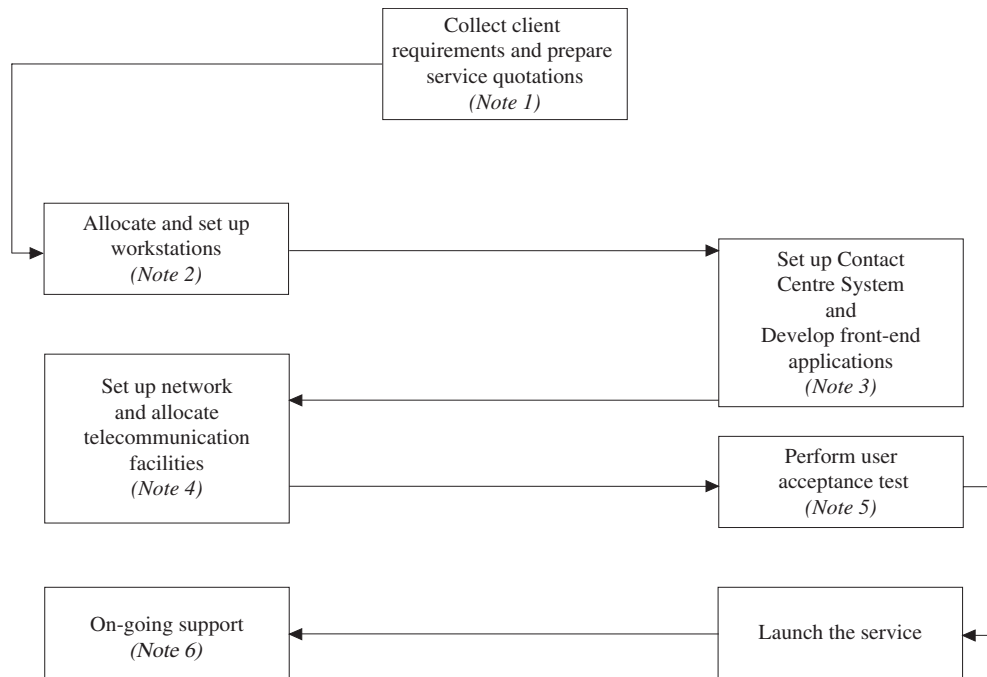 Collect client
requirements and prepare
service quotations
(Note 1)
Allocate and set up
workstations
(Note 2)
Set up Contact
Centre System
and
Develop front-end
applications
(Note 3)
Set up network
and allocate
telecommunication
facilities
(Note 4)
Perform user
acceptance test
(Note 5)
Launch the service
On-going support
(Note 6)